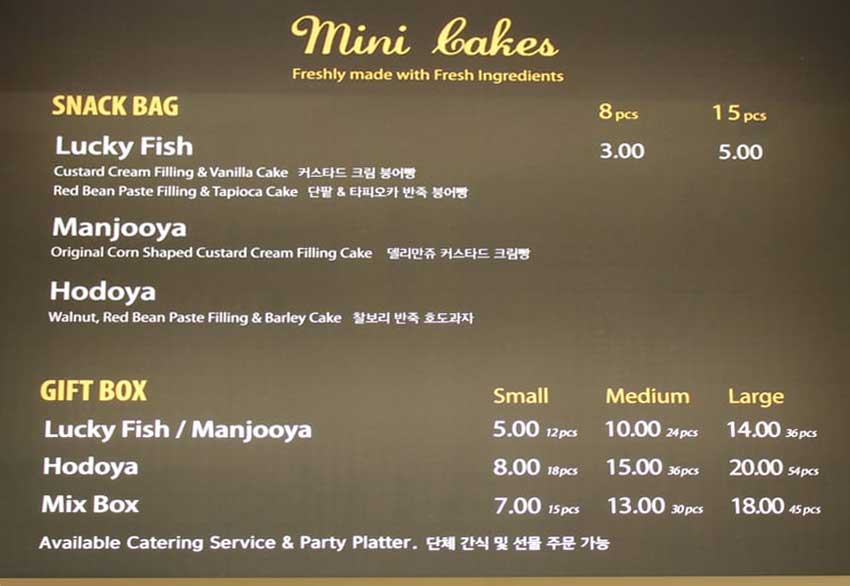 Mini Cakes
Freshly made with Fresh Ingredients
SNACK BAG 8 pcs 15 pcs
Lucky Fish 3.00 5.00
Custard Cream Filling & Vanilla Cake 커스타드 크림 붕어빵
Red Bean Paste Filling & Tapioca Cake 단팥 & 타피오카 반죽 붕어빵
Manjooya
Original Corn Shaped Custard Cream Filling Cake 델리만쥬 커스타드 크림빵
Hodoya
Walnut, Red Bean Paste Filling & Barley Cake 찰보리 반죽 호도과자
GIFT BOX Small Medium Large
Lucky Fish / Manjooya 5.00 12pcs 10.00 24pcs 14.00 36pcs
Hodoya 8.00 18pcs 15.00 36pcs 20.00 54pcs
Mix Box 7.00 15pcs 13.00 30pcs 18.00 45pcs
Available Catering Service & Party Platter. 단체 간식 및 선물 주문 가능